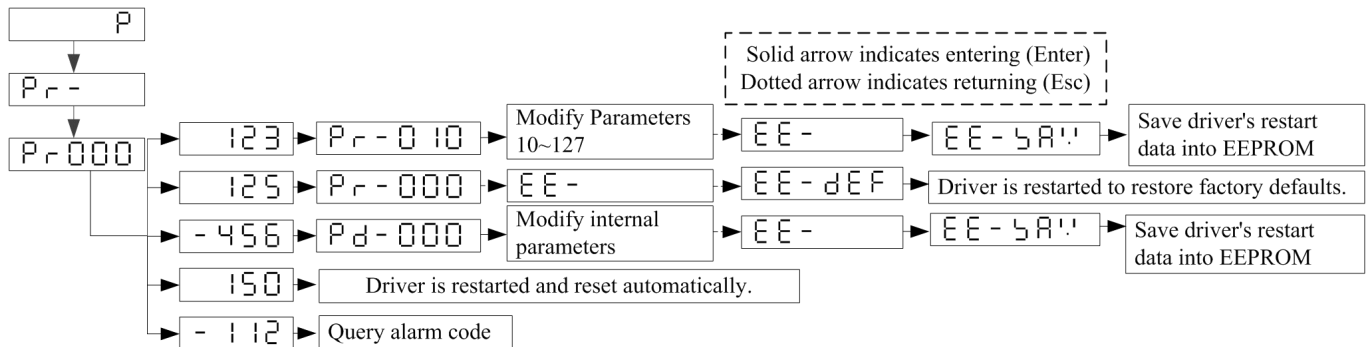 P
Pr-
Pr000
Solid arrow indicates entering (Enter)
Dotted arrow indicates returning (Esc)
123
Pr-010
Modify Parameters
10~127
EE-
EE-SAV
Save driver's restart
data into EEPROM
125
Pr-000
EE-
EE-dEF
Driver is restarted to restore factory defaults.
-456
Pd-000
Modify internal
parameters
EE-
EE-SAV
Save driver's restart
data into EEPROM
150
Driver is restarted and reset automatically.
-112
Query alarm code